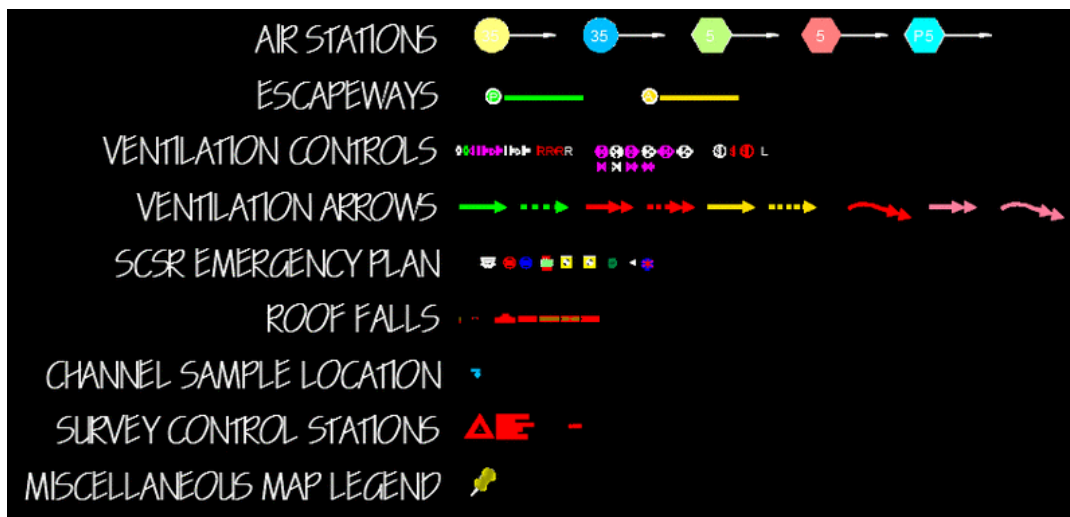 AIR STATIONS 35 35 5 5 P5
ESCAPEWAYS P A
VENTILATION CONTROLS RRRR L
VENTILATION ARROWS
SCSR EMERGENCY PLAN
ROOF FALLS
CHANNEL SAMPLE LOCATION
SURVEY CONTROL STATIONS
MISCELLANEOUS MAP LEGEND